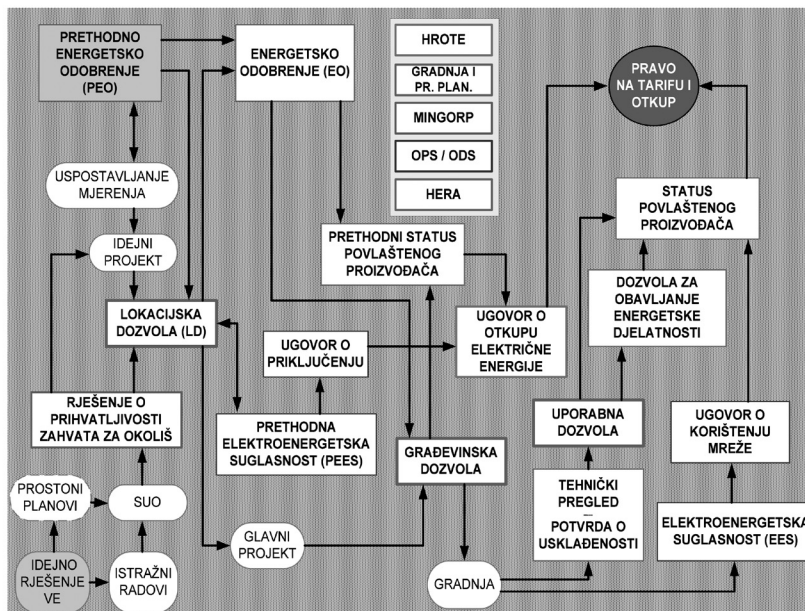 PRETHODNO
ENERGETSKO
ODOBRENJE
(PEO)
ENERGETSKO
ODOBRENJE (EO)
HROTE
GRADNJA I
PR. PLAN.
MINGORP
OPS / ODS
HERA
PRAVO
NA TARIFU I
OTKUP
USPOSTAVLJANJE
MJERENJA
IDEJNI
PROJEKT
PRETHODNI STATUS
POVLAŠTENOG
PROIZVOĐAČA
STATUS
POVLAŠTENOG
PROIZVOĐAČA
LOKACIJSKA
DOZVOLA (LD)
UGOVOR O
PRIKLJUČENJU
UGOVOR O
OTKUPU
ELEKTRIČNE
ENERGIJE
DOZVOLA ZA
OBAVLJANJE
ENERGETSKE
DJELATNOSTI
RJEŠENJE O
PRIHVATLJIVOSTI
ZAHVATA ZA OKOLIŠ
PRETHODNA
ELEKTROENERGETSKA
SUGLASNOST (PEES)
GRAĐEVINSKA
DOZVOLA
UPORABNA
DOZVOLA
UGOVOR O
KORIŠTENJU
MREŽE
PROSTONI
PLANOVI
SUO
GLAVNI
PROJEKT
TEHNIČKI
PREGLED
–
POTVRDA O
USKLAĐENOSTI
ELEKTROENERGETSKA
SUGLASNOST (EES)
IDEJNO
RJEŠENJE
VE
ISTRAŽNI
RADOVI
GRADNJA